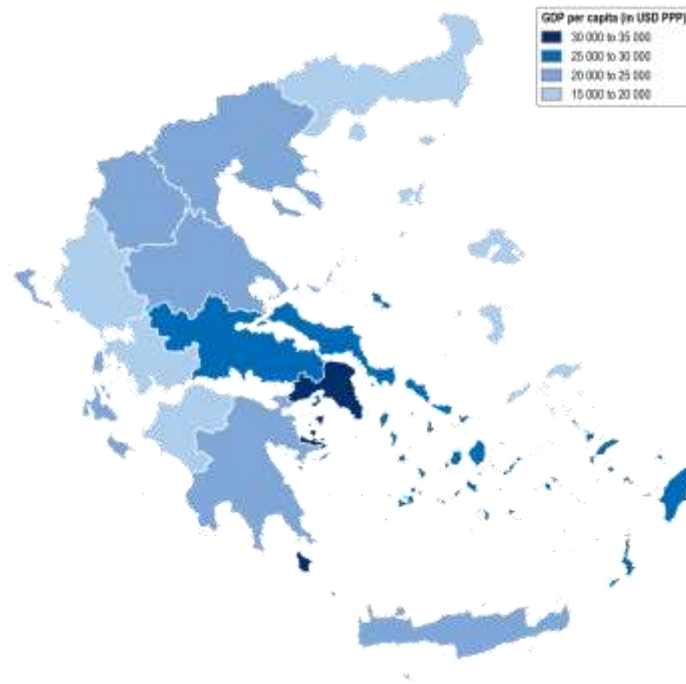 GDP per capita (in USD PPP)
30 000 to 35 000
25 000 to 30 000
20 000 to 25 000
15 000 to 20 000